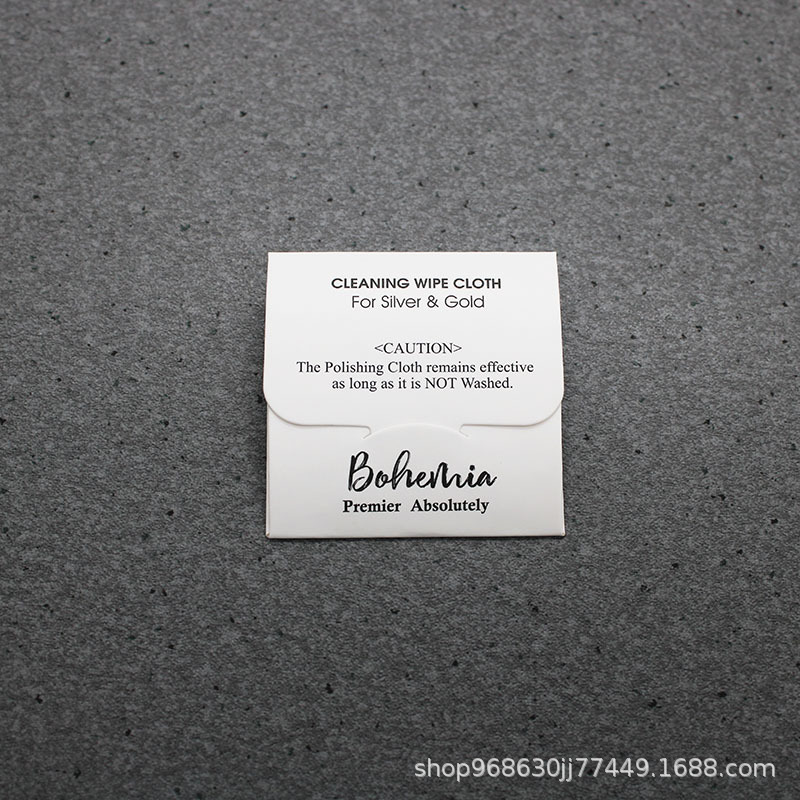 CLEANING WIPE CLOTH
For Silver & Gold
<CAUTION>
The Polishing Cloth remains effective
as long as it is NOT Washed.
Bohemia
Premier Absolutely
shop968630jj77449.1688.com